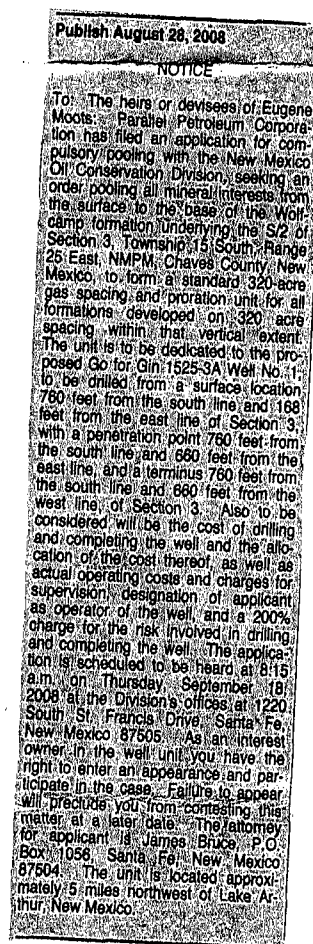 Publish August 28, 2008
NOTICE
To: The heirs or devisees of Eugene
Moots: Parallel Petroleum Corpora-
tion has filed an application for com-
pulsory pooling with the New Mexico
Oil Conservation Division, seeking an
order pooling all mineral interests from
the surface to the base of the Wolf-
camp formation underlying the S/2 of
Section 3, Township 15 South, Range
25 East, NMPM, Chaves County, New
Mexico, to form a standard 320-acre
gas spacing and proration unit for all
formations developed on 320 acre
spacing within that vertical extent.
The unit is to be dedicated to the pro-
posed Go for Gin 1525-3A Well No. 1,
to be drilled from a surface location
760 feet from the south line and 168
feet from the east line of Section 3,
with a penetration point 760 feet from
the south line and 660 feet from the
east line, and a terminus 760 feet from
the south line and 660 feet from the
west line, of Section 3. Also to be
considered will be the cost of drilling
and completing the well and the allo-
cation of the cost thereof, as well as
actual operating costs and charges for
supervision, designation of applicant
as operator of the well, and a 200%
charge for the risk involved in drilling
and completing the well. The applica-
tion is scheduled to be heard at 8:15
a.m. on Thursday, September 18,
2008 at the Division's offices at 1220
South St. Francis Drive, Santa Fe,
New Mexico 87505. As an interest
owner in the well unit you have the
right to enter an appearance and par-
ticipate in the case. Failure to appear
will preclude you from contesting this
matter at a later date. The attorney
for applicant is James Bruce, P.O.
Box 1056, Santa Fe, New Mexico
87504. The unit is located approxi-
mately 5 miles northwest of Lake Ar-
thur, New Mexico.